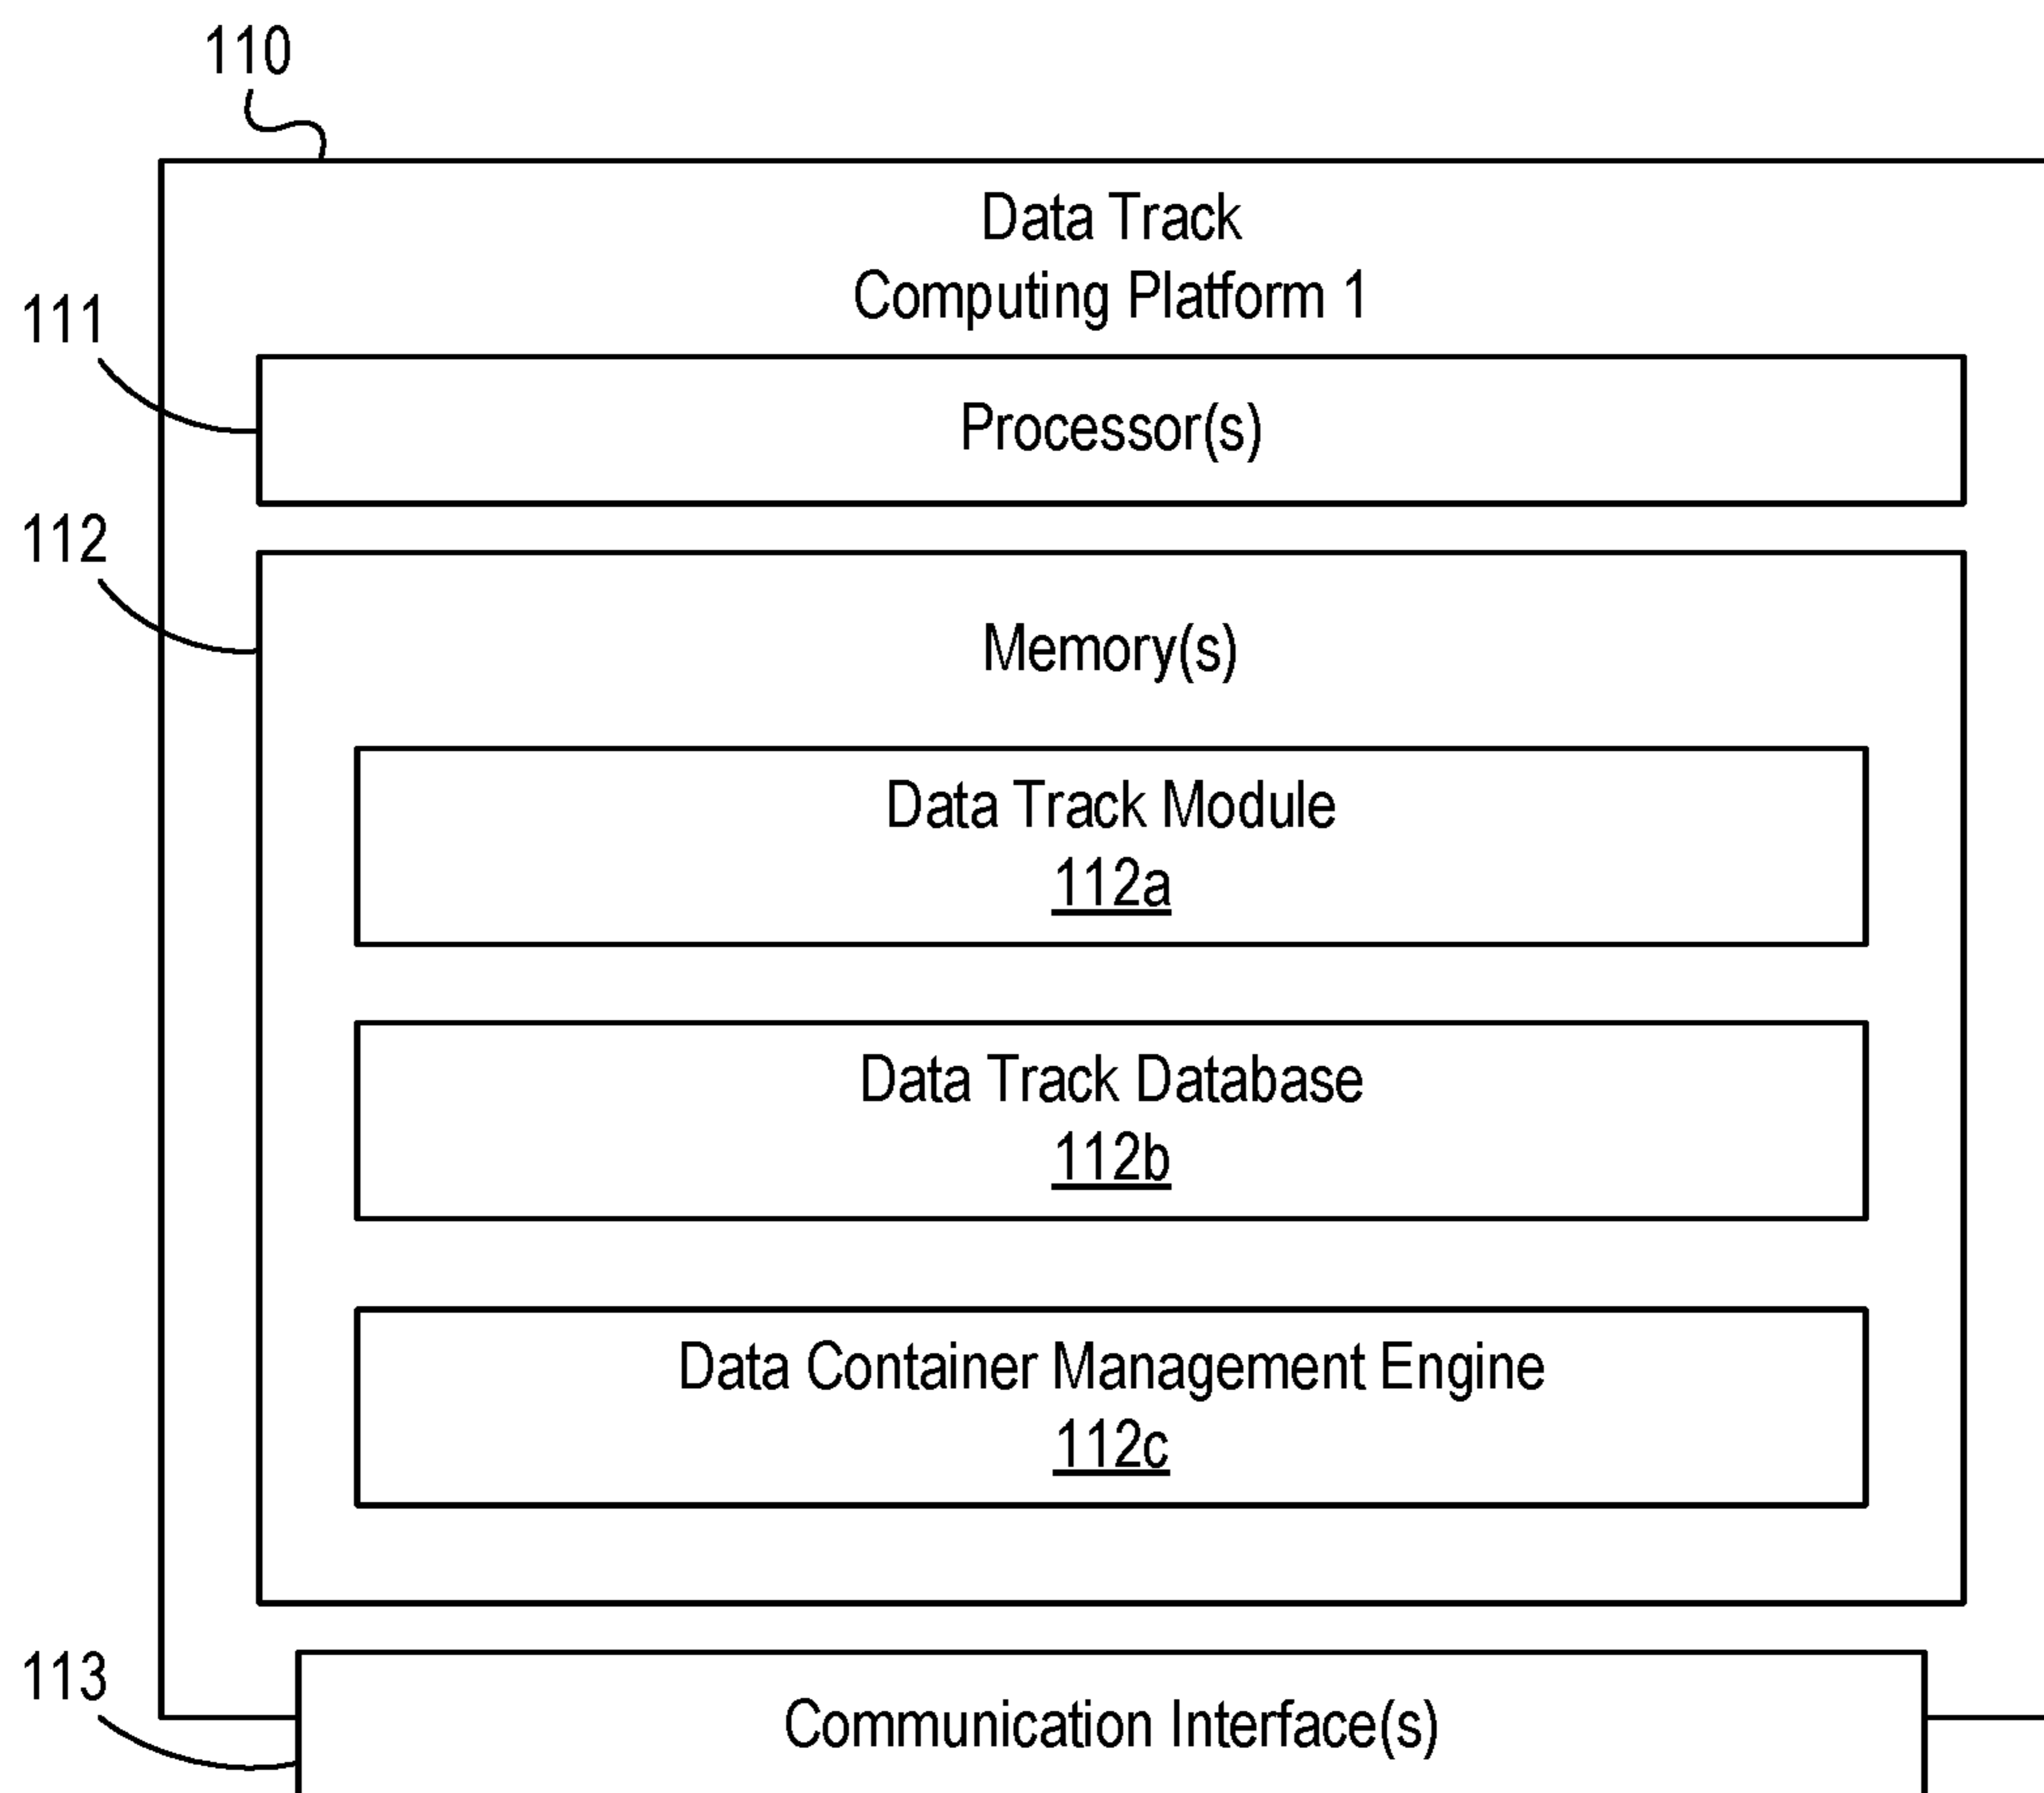 110
Data Track
Computing Platform 1
111
Processor(s)
112
Memory(s)
Data Track Module
112a
Data Track Database
112b
Data Container Management Engine
112c
113
Communication Interface(s)